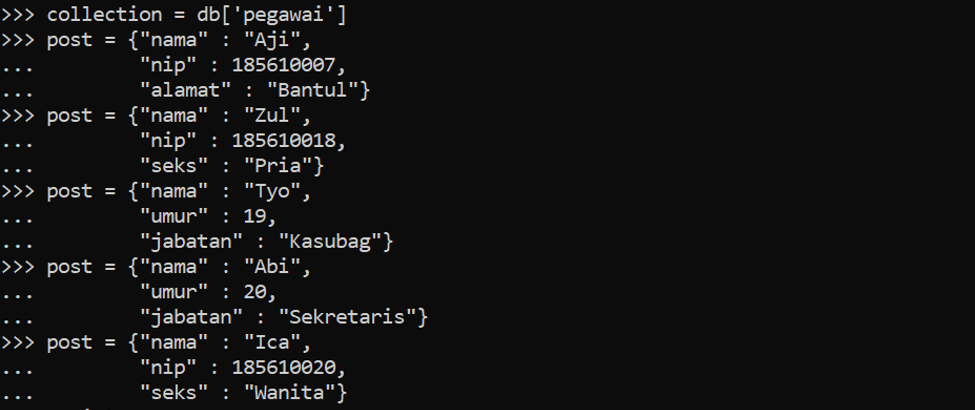 >>> collection = db['pegawai']
>>> post = {"nama" : "Aji",
...         "nip" : 185610007,
...         "alamat" : "Bantul"}
>>> post = {"nama" : "Zul",
...         "nip" : 185610018,
...         "seks" : "Pria"}
>>> post = {"nama" : "Tyo",
...         "umur" : 19,
...         "jabatan" : "Kasubag"}
>>> post = {"nama" : "Abi",
...         "umur" : 20,
...         "jabatan" : "Sekretaris"}
>>> post = {"nama" : "Ica",
...         "nip" : 185610020,
...         "seks" : "Wanita"}